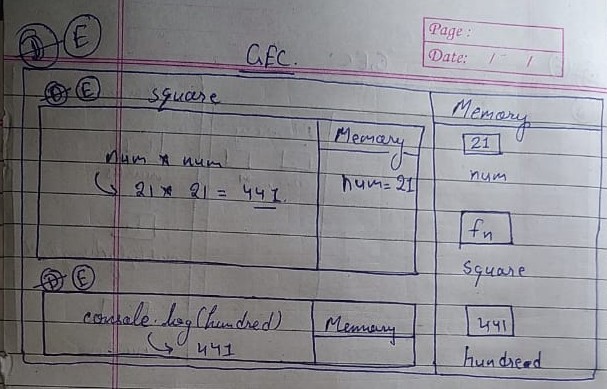 Page :
Date: / /
D E
GEC.
D E square
Memory
num * num
21 * 21 = 441.
Memory
num = 21
21
num
fn
square
441
hundred
D E
console.log(hundred)
441
Memory